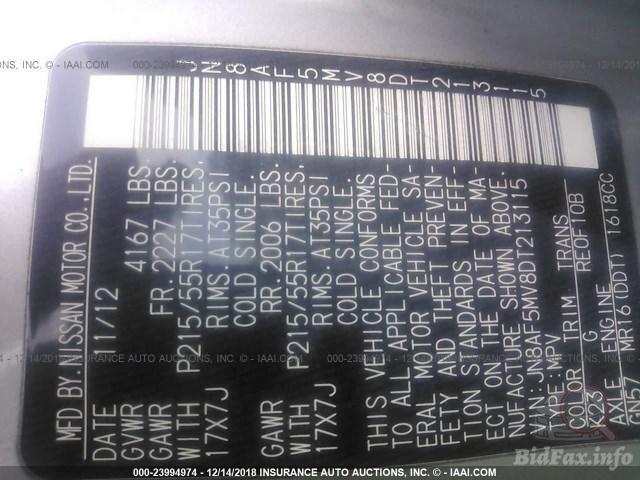 JN8AF5MV8DT213115
MFD BY:NISSAN MOTOR CO.,LTD.
DATE 11/12
GVWR 4167 LBS.
GAWR FR. 2227 LBS.
WITH P215/55R17TIRES,
17X7J RIMS.AT35PSI
COLD SINGLE.
GAWR RR. 2006 LBS.
WITH P215/55R17TIRES,
17X7J RIMS.AT35PSI
COLD SINGLE.
THIS VEHICLE CONFORMS
TO ALL APPLICABLE FED-
ERAL MOTOR VEHICLE SA-
FETY AND THEFT PREVEN-
TION STANDARDS IN EFF-
ECT ON THE DATE OF MA-
NUFACTURE SHOWN ABOVE.
VIN:JN8AF5MV8DT213115
TYPE:MPV
COLOR TRIM TRANS
K23 G RE0F10B
AXLE ENGINE
GN57 MR16(DDT) 1618CC
000-23994974 - 12/14/2018 INSURANCE AUTO AUCTIONS, INC. - © IAAI.COM
BidFax.info